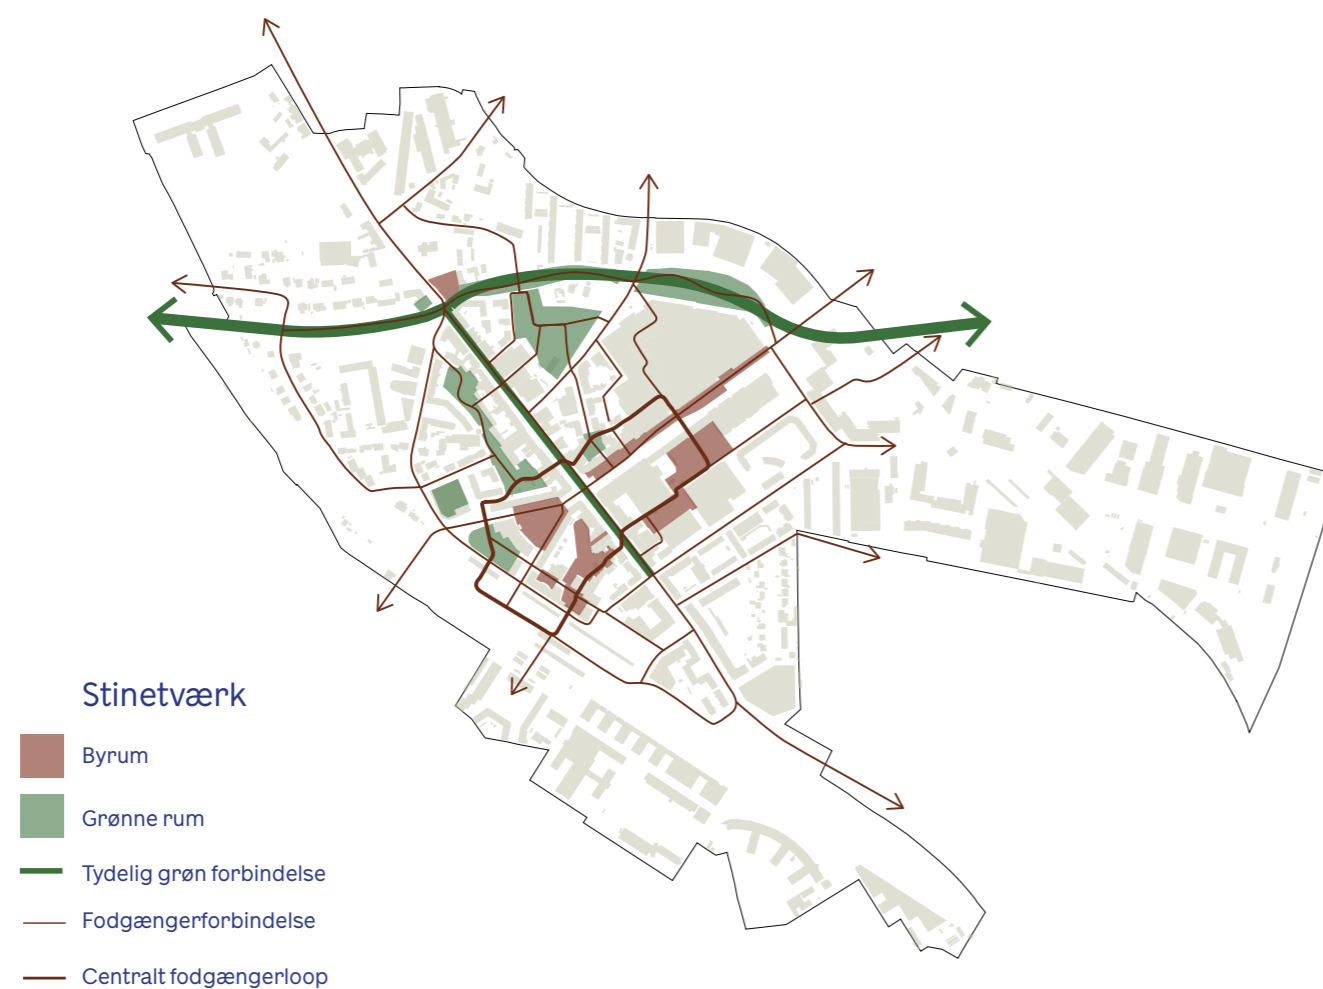 Stinetværk
Byrum
Grønne rum
Tydelig grøn forbindelse
Fodgængerforbindelse
Centralt fodgængerloop